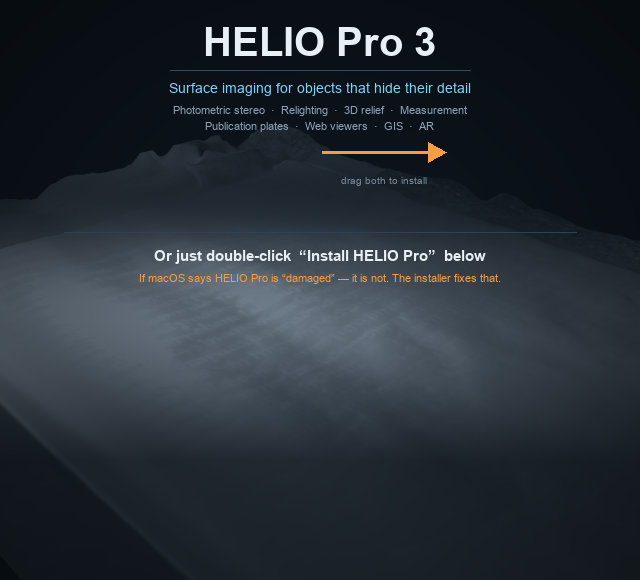 HELIO Pro 3
Surface imaging for objects that hide their detail
Photometric stereo · Relighting · 3D relief · Measurement
Publication plates · Web viewers · GIS · AR
drag both to install
Or just double-click “Install HELIO Pro” below
If macOS says HELIO Pro is “damaged” — it is not. The installer fixes that.